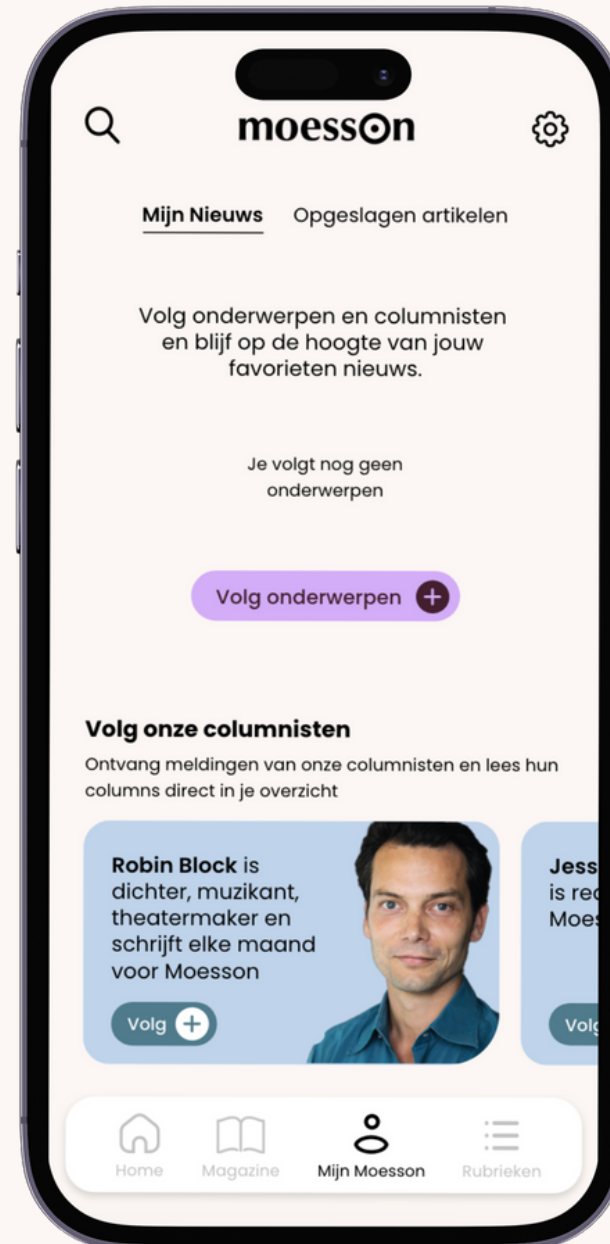 moesson
Mijn Nieuws Opgeslagen artikelen
Volg onderwerpen en columnisten
en blijf op de hoogte van jouw
favorieten nieuws.
Je volgt nog geen
onderwerpen
Volg onderwerpen
Volg onze columnisten
Ontvang meldingen van onze columnisten en lees hun
columns direct in je overzicht
Robin Block is
dichter, muzikant,
theatermaker en
schrijft elke maand
voor Moesson
Volg
Jess
is
Home Magazine Mijn Moesson Rubrieken